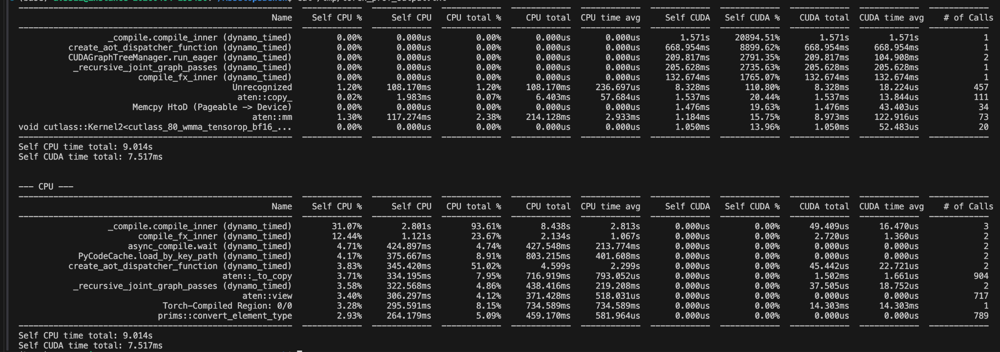 Name Self CPU % Self CPU CPU total % CPU total CPU time avg Self CUDA Self CUDA % CUDA total CUDA time avg # of Calls
_compile.compile_inner (dynamo_timed) 0.00% 0.000us 0.00% 0.000us 0.000us 1.571s 20894.51% 1.571s 1.571s 1
create_aot_dispatcher_function (dynamo_timed) 0.00% 0.000us 0.00% 0.000us 0.000us 668.954ms 8899.62% 668.954ms 668.954ms 1
CUDAGraphTreeManager.run_eager (dynamo_timed) 0.00% 0.000us 0.00% 0.000us 0.000us 209.817ms 2791.35% 209.817ms 104.908ms 2
_recursive_joint_graph_passes (dynamo_timed) 0.00% 0.000us 0.00% 0.000us 0.000us 205.628ms 2735.63% 205.628ms 205.628ms 1
compile_fx_inner (dynamo_timed) 0.00% 0.000us 0.00% 0.000us 0.000us 132.674ms 1765.07% 132.674ms 132.674ms 1
Unrecognized 1.20% 108.170ms 1.20% 108.170ms 236.697us 8.328ms 110.80% 8.328ms 18.224us 457
aten::copy_ 0.02% 1.983ms 0.07% 6.403ms 57.684us 1.537ms 20.44% 1.537ms 13.844us 111
Memcpy HtoD (Pageable -> Device) 0.00% 0.000us 0.00% 0.000us 0.000us 1.476ms 19.63% 1.476ms 43.403us 34
aten::mm 1.30% 117.274ms 2.38% 214.128ms 2.933ms 1.184ms 15.75% 8.973ms 122.916us 73
void cutlass::Kernel2<cutlass_80_wmma_tensorop_bf16_... 0.00% 0.000us 0.00% 0.000us 0.000us 1.050ms 13.96% 1.050ms 52.483us 20
Self CPU time total: 9.014s
Self CUDA time total: 7.517ms
--- CPU ---
Name Self CPU % Self CPU CPU total % CPU total CPU time avg Self CUDA Self CUDA % CUDA total CUDA time avg # of Calls
_compile.compile_inner (dynamo_timed) 31.07% 2.801s 93.61% 8.438s 2.813s 0.000us 0.00% 49.409us 16.470us 3
compile_fx_inner (dynamo_timed) 12.44% 1.121s 23.67% 2.134s 1.067s 0.000us 0.00% 2.720us 1.360us 2
async_compile.wait (dynamo_timed) 4.71% 424.897ms 4.74% 427.548ms 213.774ms 0.000us 0.00% 0.000us 0.000us 2
PyCodeCache.load_by_key_path (dynamo_timed) 4.17% 375.667ms 8.91% 803.215ms 401.608ms 0.000us 0.00% 0.000us 0.000us 2
create_aot_dispatcher_function (dynamo_timed) 3.83% 345.420ms 51.02% 4.599s 2.299s 0.000us 0.00% 45.442us 22.721us 2
aten::_to_copy 3.71% 334.195ms 7.95% 716.919ms 793.052us 0.000us 0.00% 1.502ms 1.661us 904
_recursive_joint_graph_passes (dynamo_timed) 3.58% 322.568ms 4.86% 438.416ms 219.208ms 0.000us 0.00% 37.505us 18.752us 2
aten::view 3.40% 306.297ms 4.12% 371.428ms 518.031us 0.000us 0.00% 0.000us 0.000us 717
Torch-Compiled Region: 0/0 3.28% 295.591ms 8.15% 734.589ms 734.589ms 0.000us 0.00% 14.303ms 14.303ms 1
prims::convert_element_type 2.93% 264.179ms 5.09% 459.170ms 581.964us 0.000us 0.00% 0.000us 0.000us 789
Self CPU time total: 9.014s
Self CUDA time total: 7.517ms